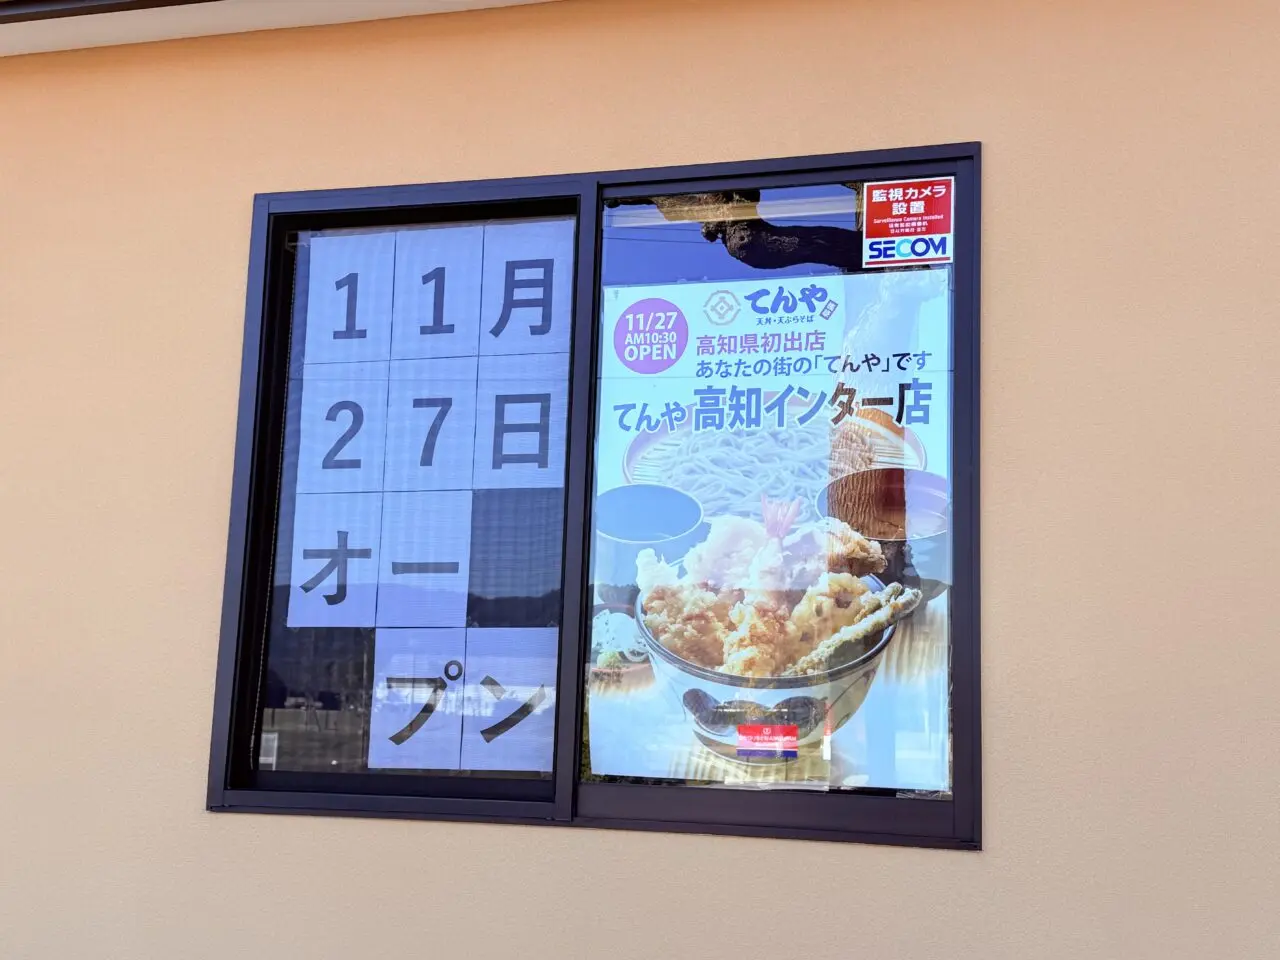 11月
27日
オー
プン
監視カメラ
設置
Surveillance Camera Installed
SECOM
11/27
AM10:30
OPEN
てんや
天丼・天ぷらそば
高知県初出店
あなたの街の「てんや」です
てんや 高知インター店